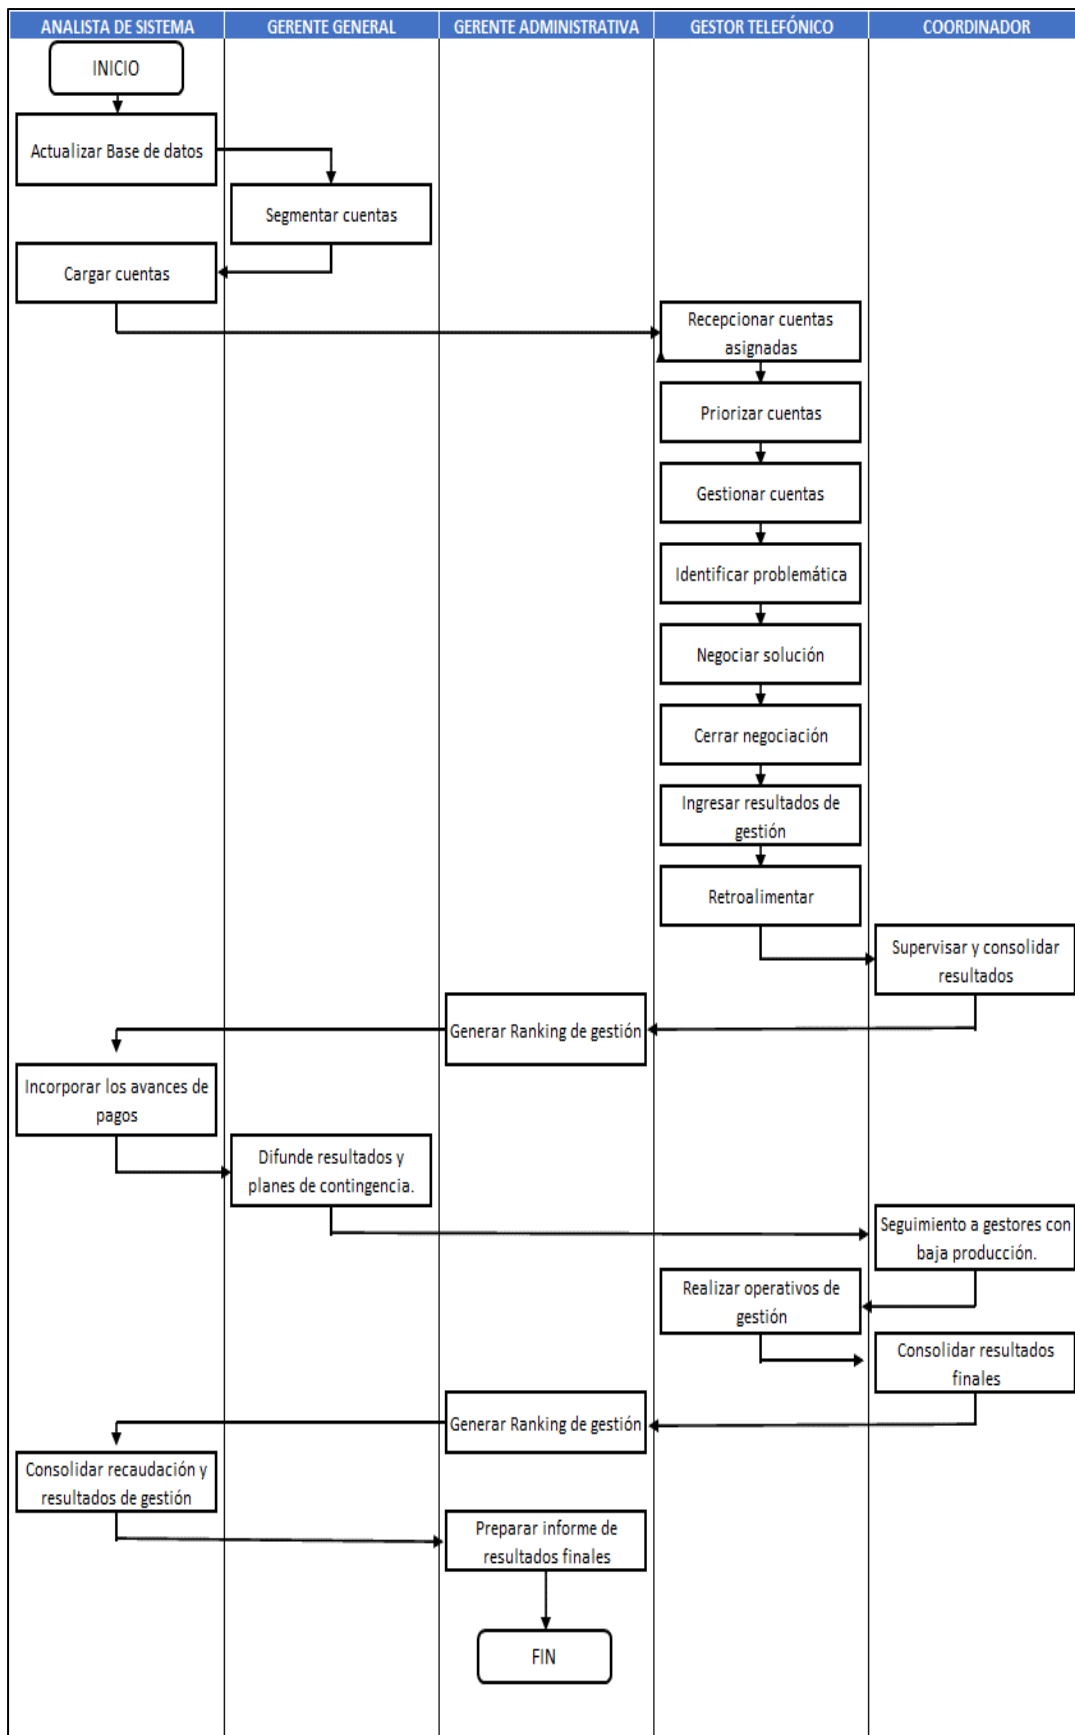 ANALISTA DE SISTEMA
GERENTE GENERAL
GERENTE ADMINISTRATIVA
GESTOR TELEFÓNICO
COORDINADOR
INICIO
Actualizar Base de datos
Segmentar cuentas
Cargar cuentas
Recepcionar cuentas
asignadas
Priorizar cuentas
Gestionar cuentas
Identificar problemática
Negociar solución
Cerrar negociación
Ingresar resultados de
gestión
Retroalimentar
Supervisar y consolidar
resultados
Generar Ranking de gestión
Incorporar los avances de
pagos
Difunde resultados y
planes de contingencia.
Seguimiento a gestores con
baja producción.
Realizar operativos de
gestión
Consolidar resultados
finales
Generar Ranking de gestión
Consolidar recaudación y
resultados de gestión
Preparar informe de
resultados finales
FIN